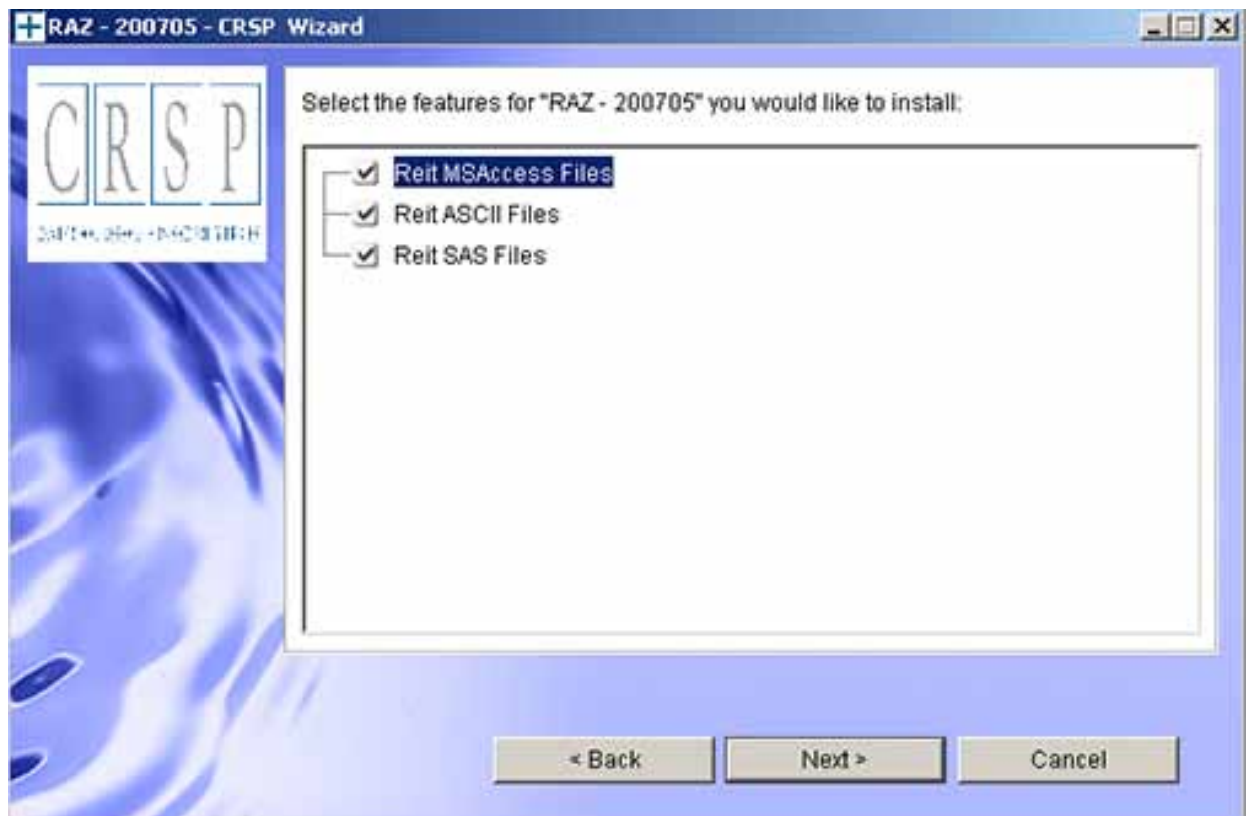 RAZ - 200705 - CRSP Wizard
CRSP
Select the features for "RAZ - 200705" you would like to install:
Reit MSAccess Files
Reit ASCII Files
Reit SAS Files
< Back
Next >
Cancel